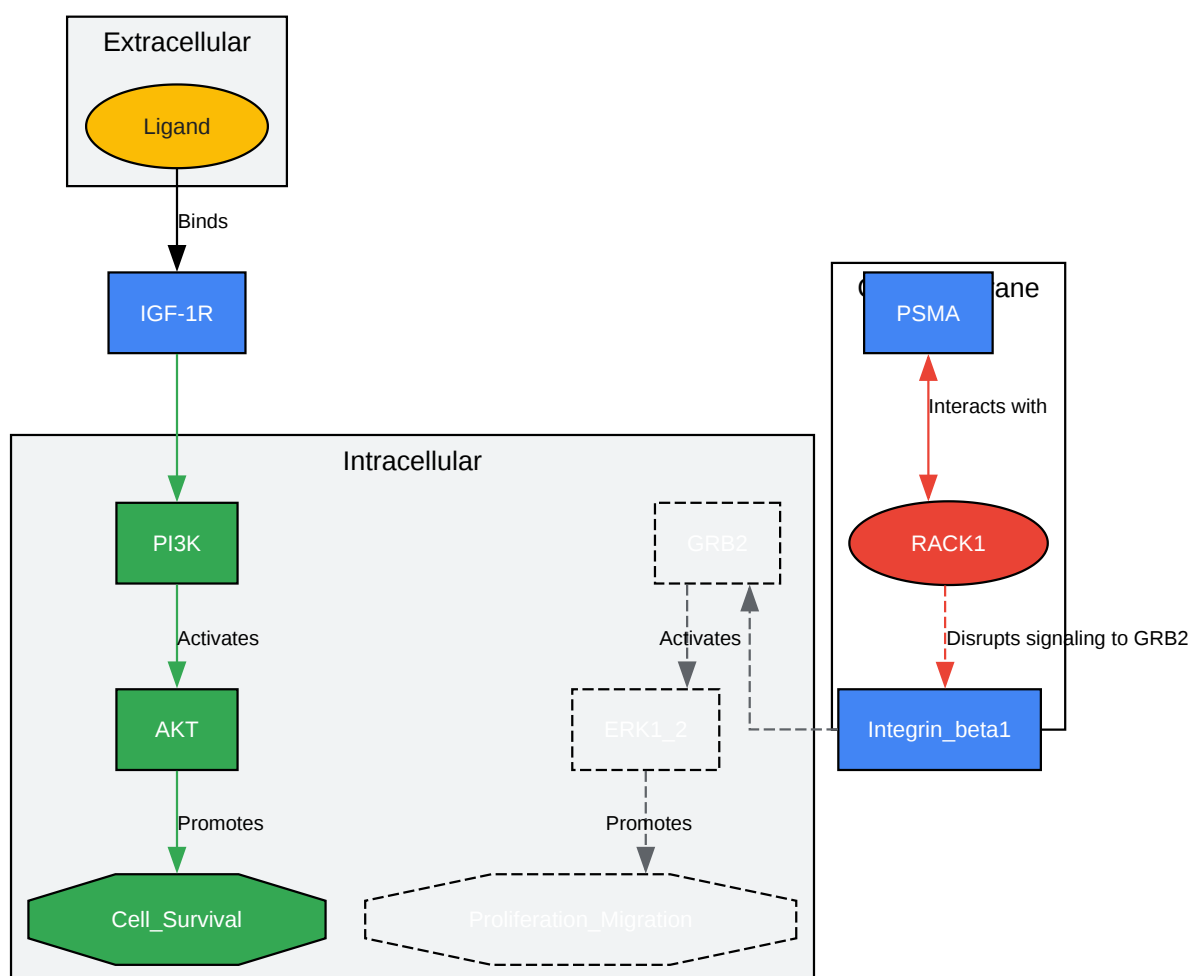 Extracellular
Ligand
Binds
IGF-1R
PSMA
rane
Interacts with
Intracellular
PI3K
GRB2
RACK1
Activates
Activates
Disrupts signaling to GRB2
AKT
ERK1_2
Integrin_beta1
Promotes
Promotes
Cell_Survival
Proliferation_Migration